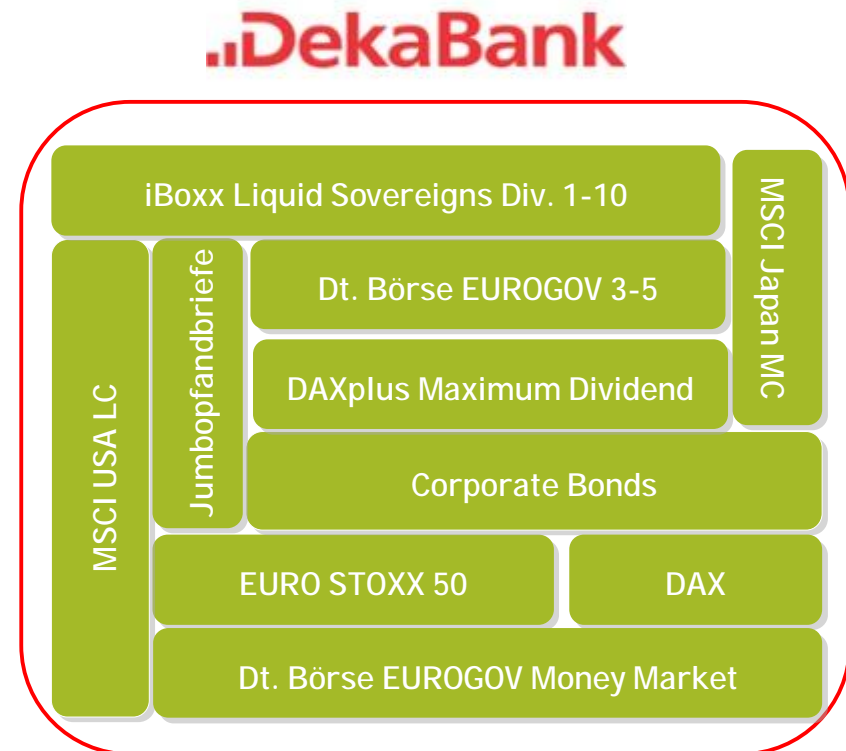 DekaBank
iBoxx Liquid Sovereigns Div. 1-10
MSCI Japan MC
MSCI USA LC
Jumbopfandbriefe
Dt. Börse EUROGOV 3-5
DAXplus Maximum Dividend
Corporate Bonds
EURO STOXX 50
DAX
Dt. Börse EUROGOV Money Market